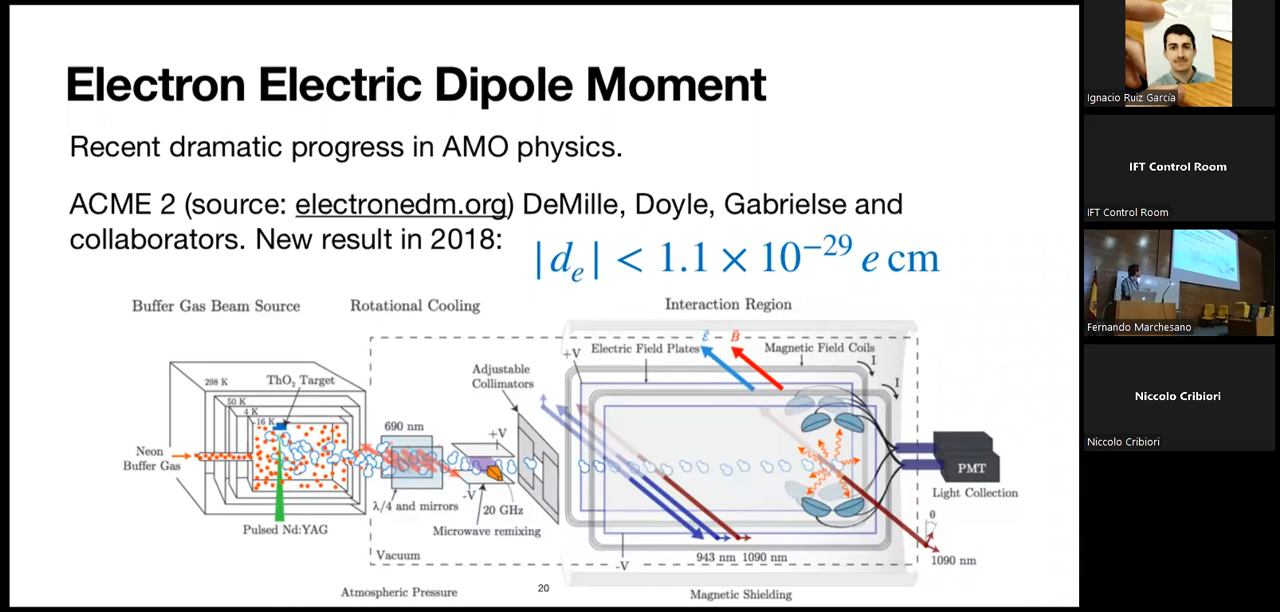 Electron Electric Dipole Moment
Recent dramatic progress in AMO physics.
ACME 2 (source: electronedm.org) DeMille, Doyle, Gabrielse and
collaborators. New result in 2018:
|dₑ| < 1.1 × 10⁻²⁹ e cm
Buffer Gas Beam Source
Rotational Cooling
Interaction Region
298 K
50 K
4 K
16 K
ThO₂ Target
Neon
Buffer Gas
Pulsed Nd:YAG
690 nm
λ/4 and mirrors
+V
-V
20 GHz
Microwave remixing
Adjustable
Collimators
Vacuum
Atmospheric Pressure
+V
Electric Field Plates
ℰ⃗
B⃗
Magnetic Field Coils
I
I
-V
943 nm
1090 nm
PMT
Light Collection
θ
1090 nm
Magnetic Shielding
20
Ignacio Ruiz García
IFT Control Room
IFT Control Room
Fernando Marchesano
Niccolo Cribiori
Niccolo Cribiori